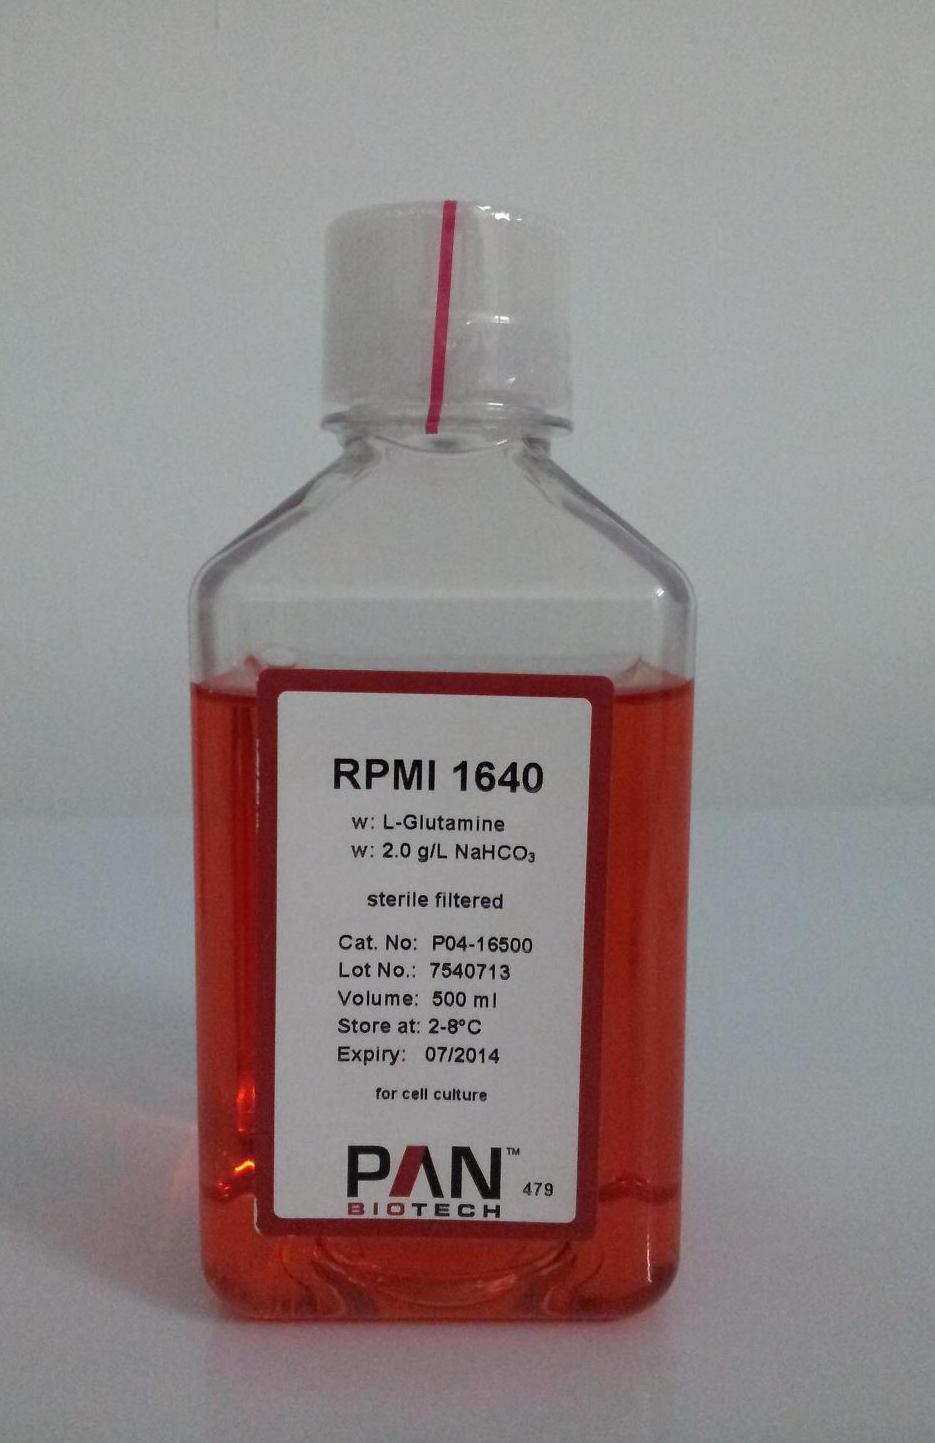 RPMI 1640
w: L-Glutamine
w: 2.0 g/L NaHCO₃
sterile filtered
Cat. No: P04-16500
Lot No.: 7540713
Volume: 500 ml
Store at: 2-8°C
Expiry: 07/2014
for cell culture
PAN™
BIOTECH
479